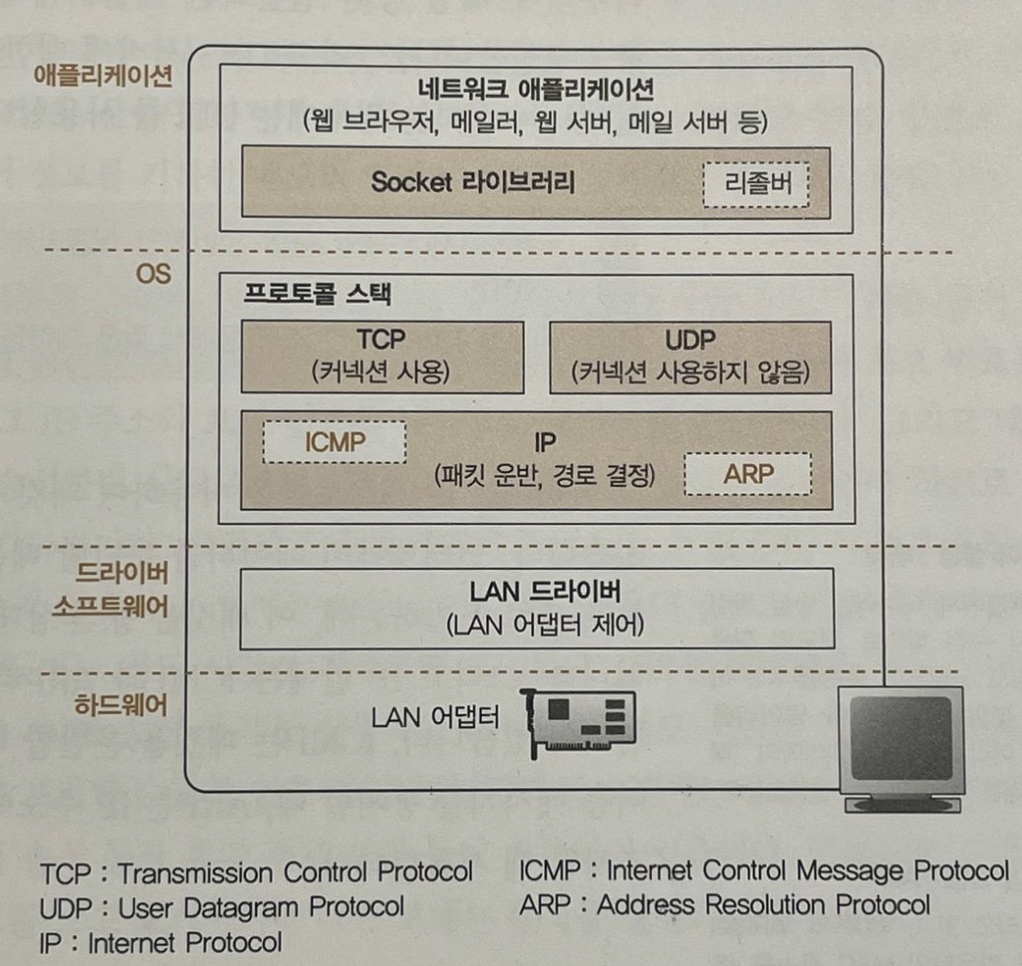 애플리케이션
네트워크 애플리케이션
(웹 브라우저, 메일러, 웹 서버, 메일 서버 등)
Socket 라이브러리
리졸버
OS
프로토콜 스택
TCP
(커넥션 사용)
UDP
(커넥션 사용하지 않음)
ICMP
IP
(패킷 운반, 경로 결정)
ARP
드라이버
소프트웨어
LAN 드라이버
(LAN 어댑터 제어)
하드웨어
LAN 어댑터
TCP : Transmission Control Protocol
UDP : User Datagram Protocol
IP : Internet Protocol
ICMP : Internet Control Message Protocol
ARP : Address Resolution Protocol